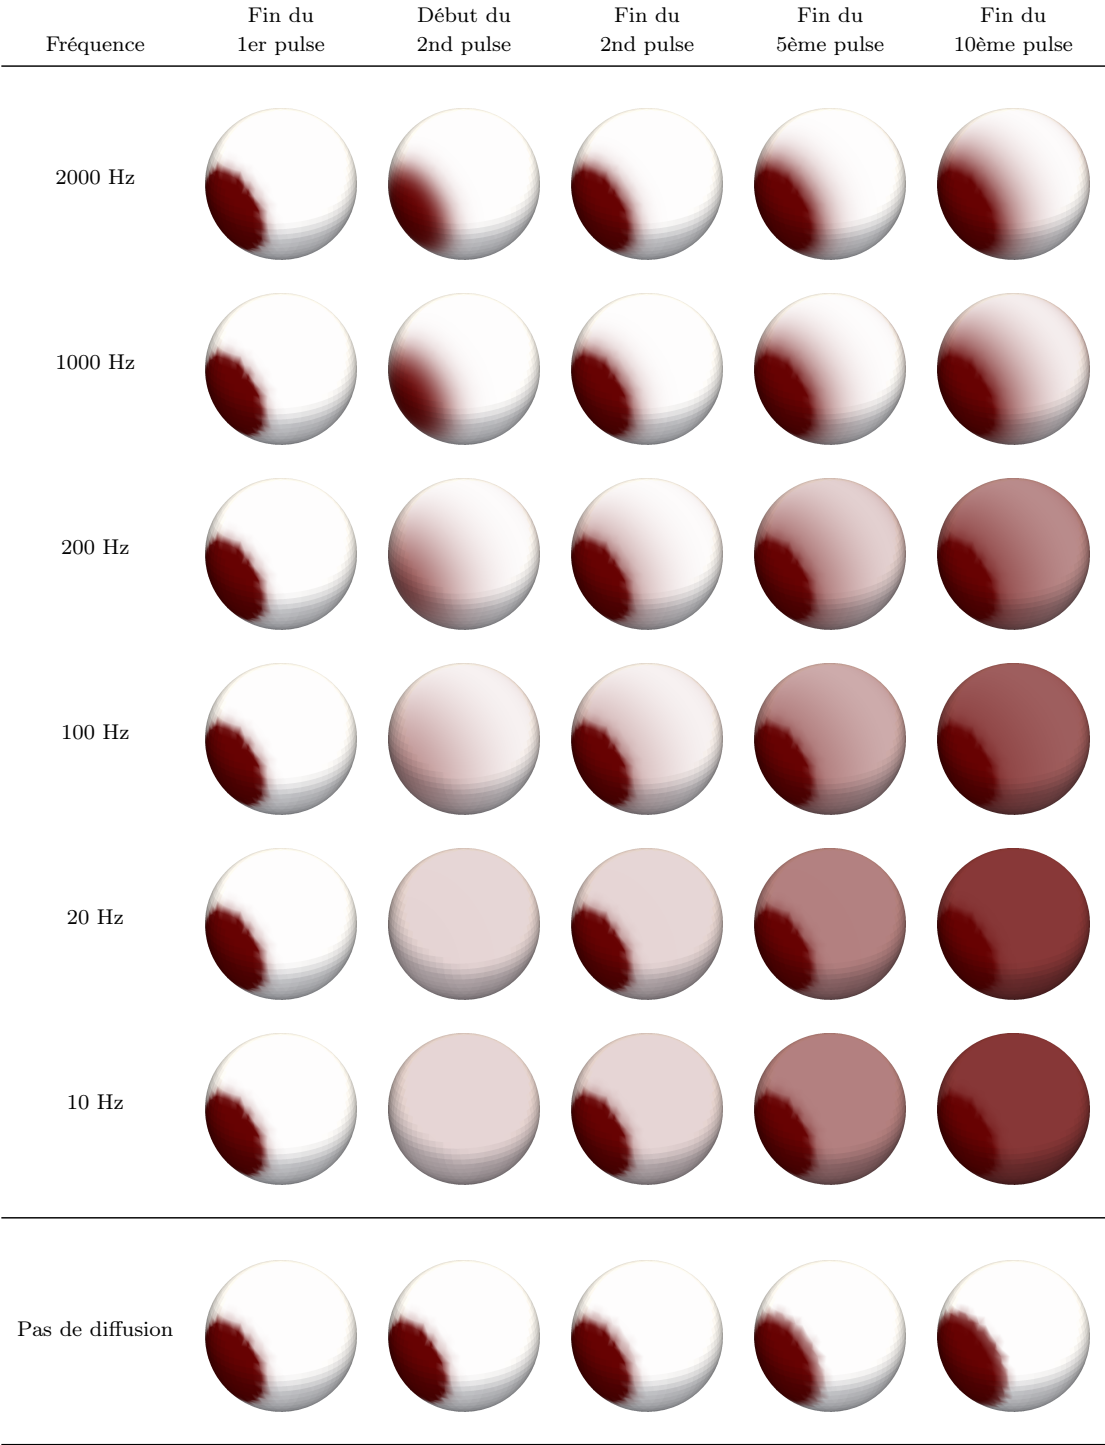 Fréquence
Fin du
1er pulse
Début du
2nd pulse
Fin du
2nd pulse
Fin du
5ème pulse
Fin du
10ème pulse
2000 Hz
1000 Hz
200 Hz
100 Hz
20 Hz
10 Hz
Pas de diffusion